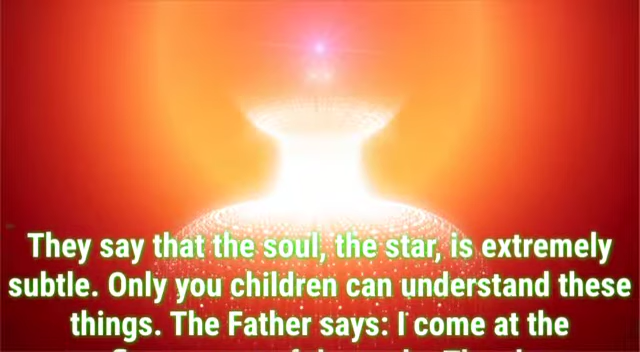 They say that the soul, the star, is extremely
subtle. Only you children can understand these
things. The Father says: I come at the